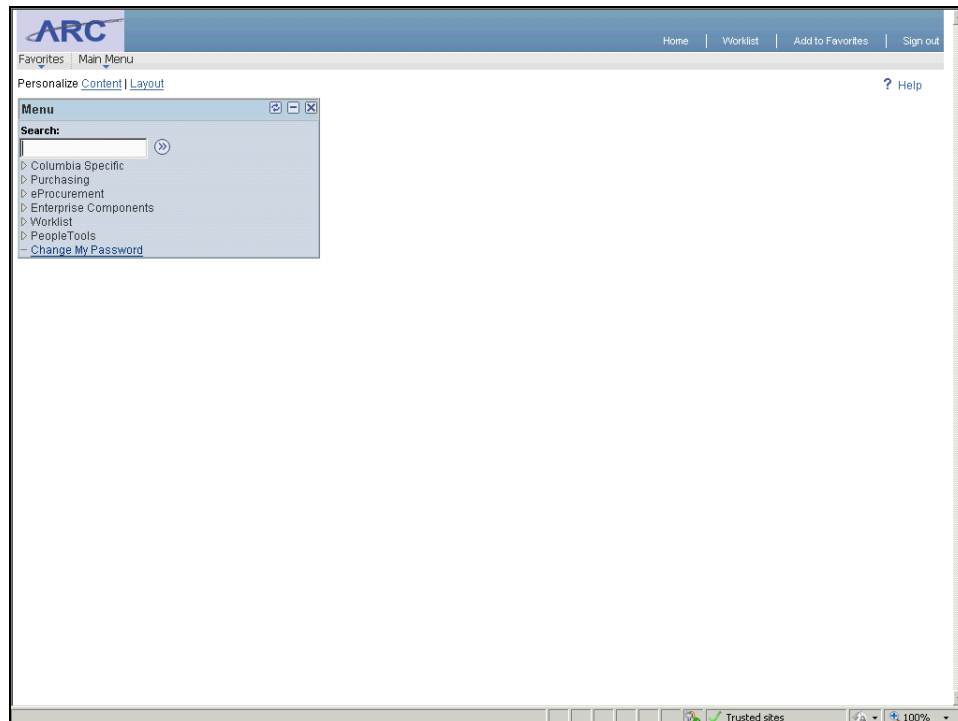 ARC
Home | Worklist | Add to Favorites | Sign out
Favorites Main Menu
Personalize Content | Layout
? Help
Menu
Search:
Columbia Specific
Purchasing
eProcurement
Enterprise Components
Worklist
PeopleTools
Change My Password
Trusted sites
100%